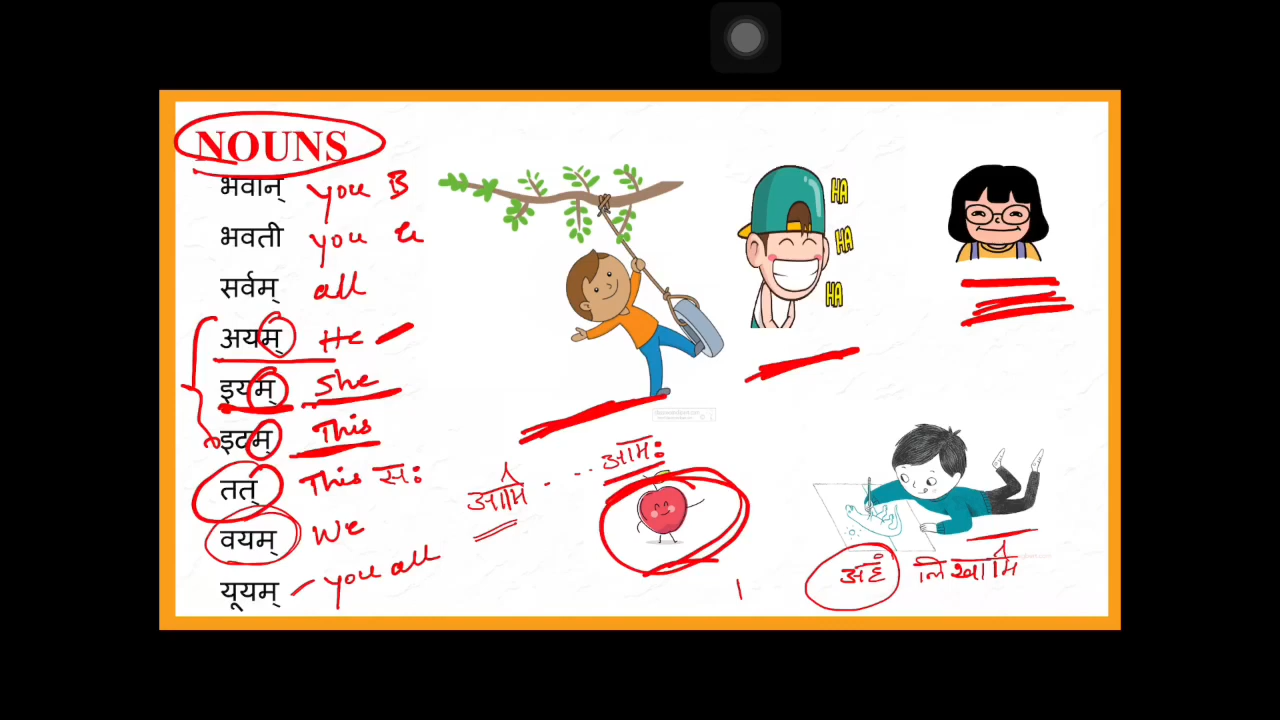 NOUNS
भवान् you B
भवती you G
सर्वम् all
अयम् He
इयम् She
इदम् This
तत् This सः
वयम् We
यूयम् you all
HA
HA
HA
आमि .. आमः
अहं लिखामि